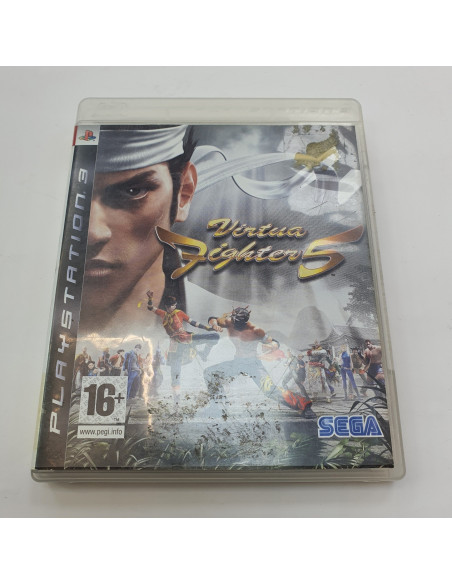 PLAYSTATION 3
Virtua
Fighter 5
16+
www.pegi.info
SEGA